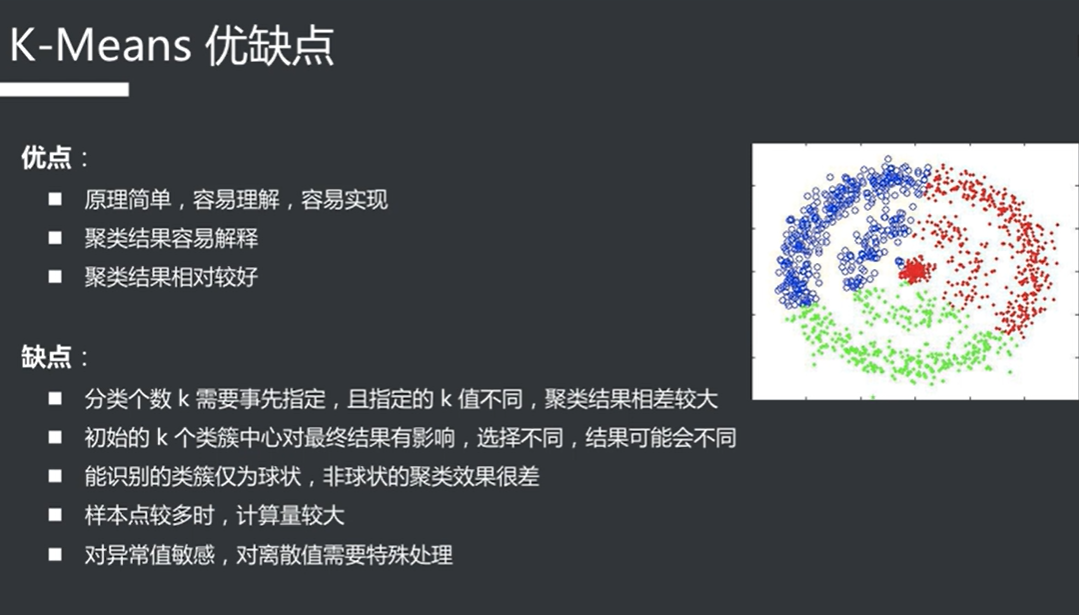 K-Means 优缺点
优点：
■ 原理简单，容易理解，容易实现
■ 聚类结果容易解释
■ 聚类结果相对较好
缺点：
■ 分类个数 k 需要事先指定，且指定的 k 值不同，聚类结果相差较大
■ 初始的 k 个类簇中心对最终结果有影响，选择不同，结果可能会不同
■ 能识别的类簇仅为球状，非球状的聚类效果很差
■ 样本点较多时，计算量较大
■ 对异常值敏感，对离散值需要特殊处理